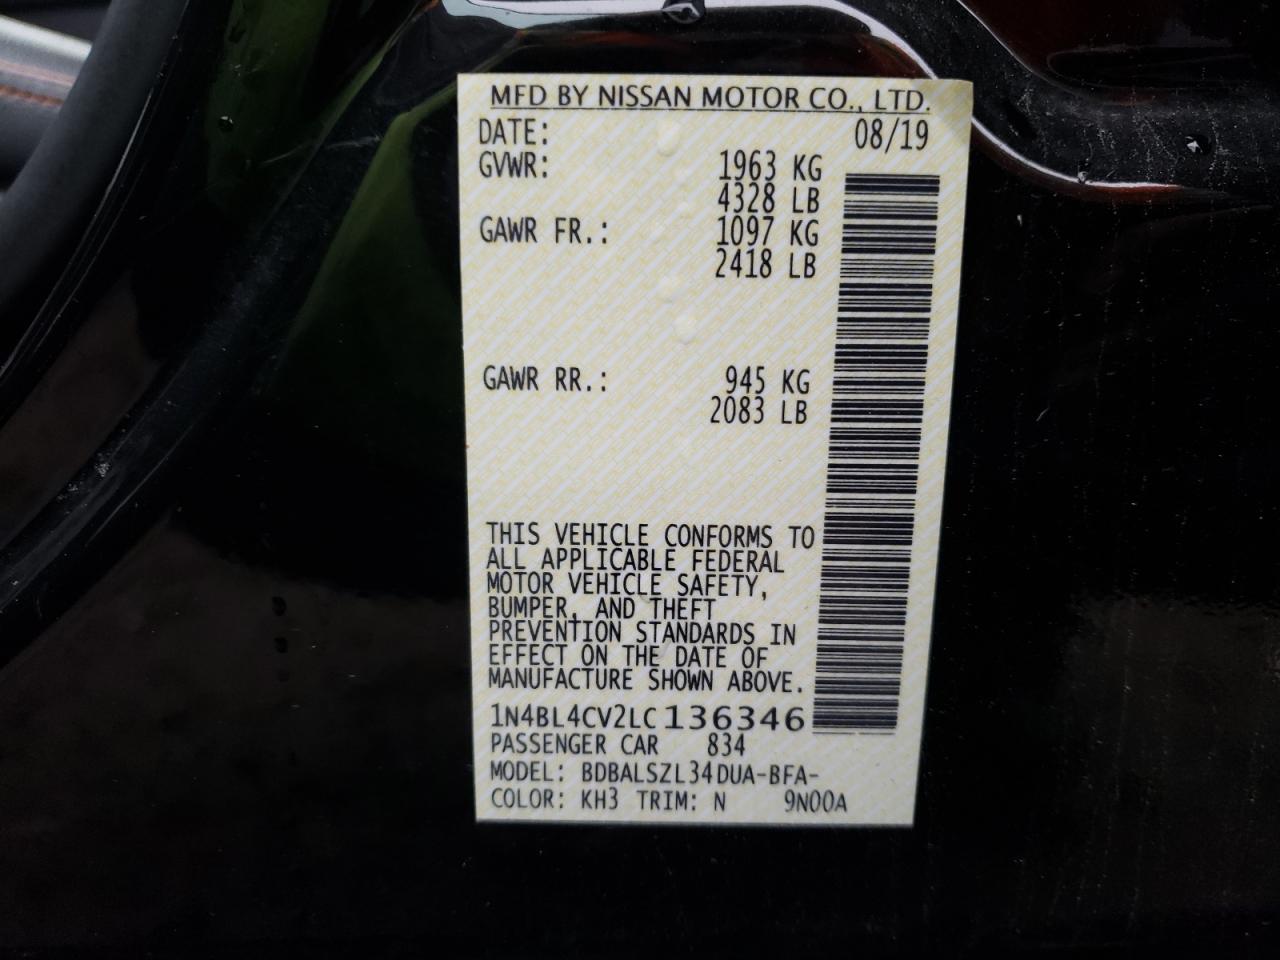 MFD BY NISSAN MOTOR CO., LTD.
DATE: 08/19
GVWR: 1963 KG
4328 LB
GAWR FR.: 1097 KG
2418 LB
GAWR RR.: 945 KG
2083 LB
THIS VEHICLE CONFORMS TO
ALL APPLICABLE FEDERAL
MOTOR VEHICLE SAFETY,
BUMPER, AND THEFT
PREVENTION STANDARDS IN
EFFECT ON THE DATE OF
MANUFACTURE SHOWN ABOVE.
1N4BL4CV2LC136346
PASSENGER CAR 834
MODEL: BDBALSZL34DUA-BFA-
COLOR: KH3 TRIM: N 9N00A